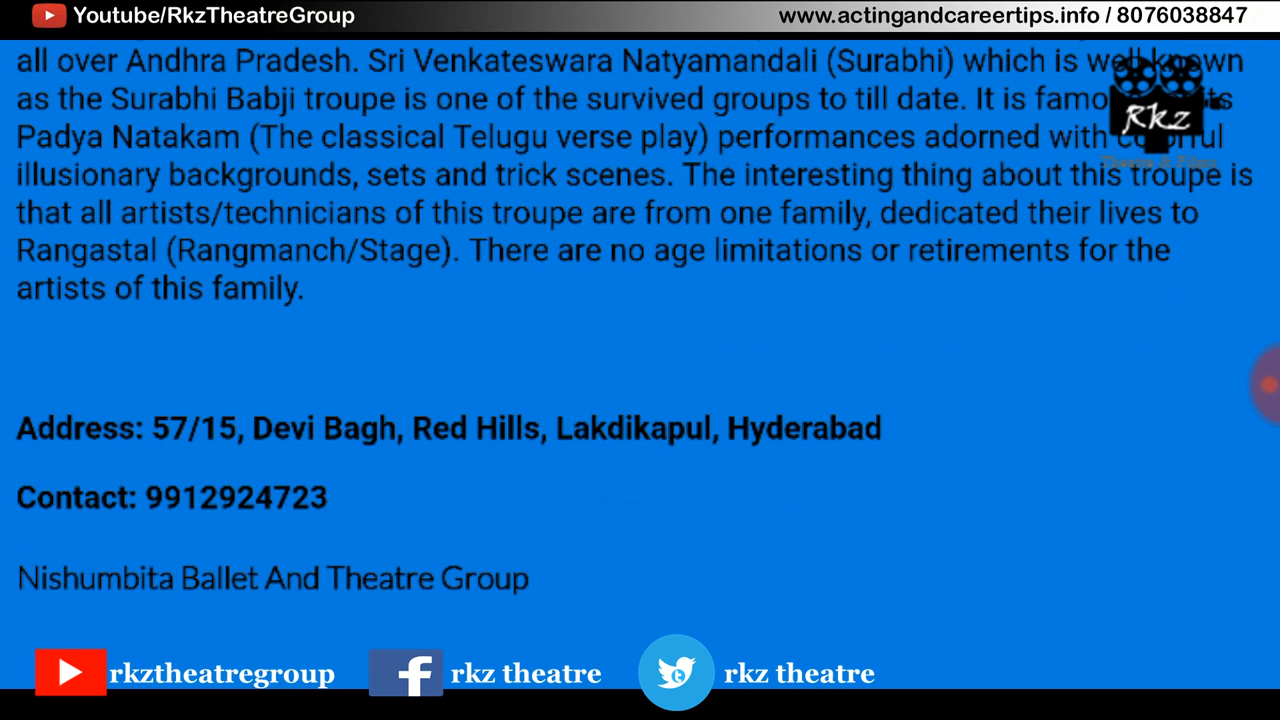 Youtube/RkzTheatreGroup
www.actingandcareertips.info / 8076038847
all over Andhra Pradesh. Sri Venkateswara Natyamandali (Surabhi) which is well known
as the Surabhi Babji troupe is one of the survived groups to till date. It is famous its
Padya Natakam (The classical Telugu verse play) performances adorned with colorful
illusionary backgrounds, sets and trick scenes. The interesting thing about this troupe is
that all artists/technicians of this troupe are from one family, dedicated their lives to
Rangastal (Rangmanch/Stage). There are no age limitations or retirements for the
artists of this family.
Rkz
Theatre & Films
Address: 57/15, Devi Bagh, Red Hills, Lakdikapul, Hyderabad
Contact: 9912924723
Nishumbita Ballet And Theatre Group
rkztheatregroup
rkz theatre
rkz theatre